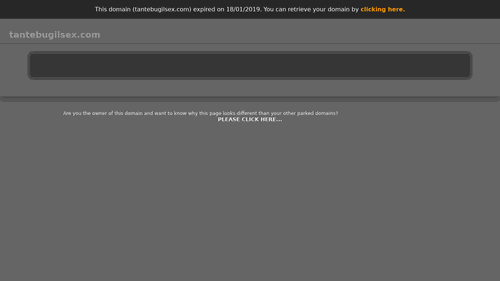 This domain (tantebugilsex.com) expired on 18/01/2019. You can retrieve your domain by clicking here.
tantebugilsex.com
Are you the owner of this domain and want to know why this page looks different than your other parked domains?
PLEASE CLICK HERE...